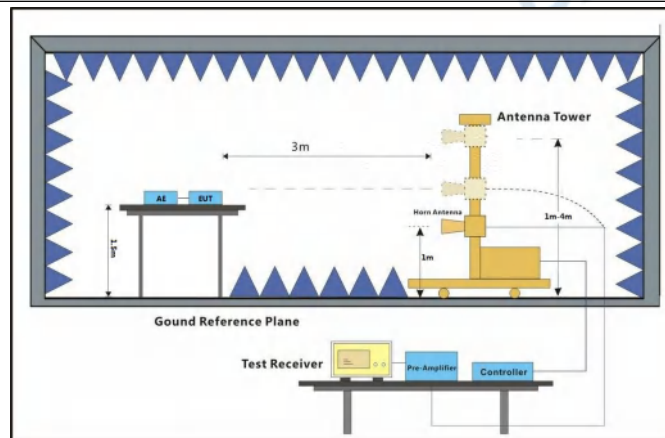 Antenna Tower
3m
AE
EUT
Horn Antenna
1m-4m
1.5m
1m
Gound Reference Plane
Test Receiver
Pre-Amplifier
Controller